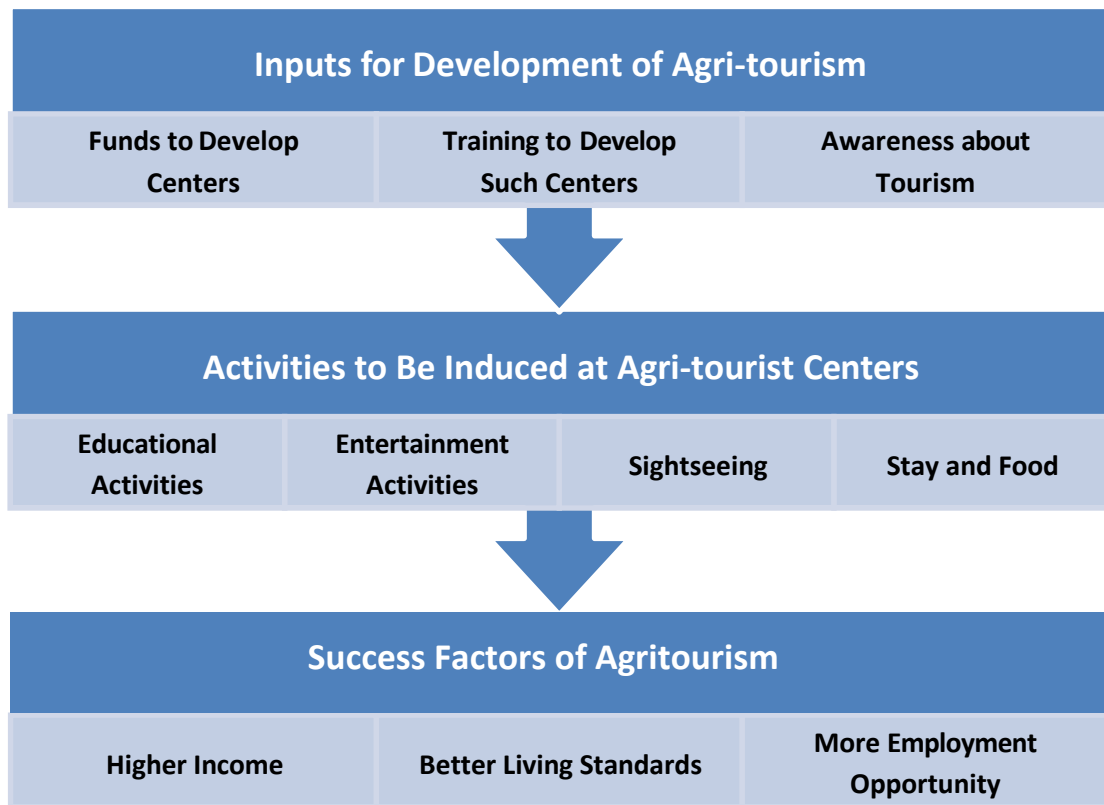 Inputs for Development of Agri-tourism
Funds to Develop
Centers
Training to Develop
Such Centers
Awareness about
Tourism
Activities to Be Induced at Agri-tourist Centers
Educational
Activities
Entertainment
Activities
Sightseeing
Stay and Food
Success Factors of Agritourism
Higher Income
Better Living Standards
More Employment
Opportunity